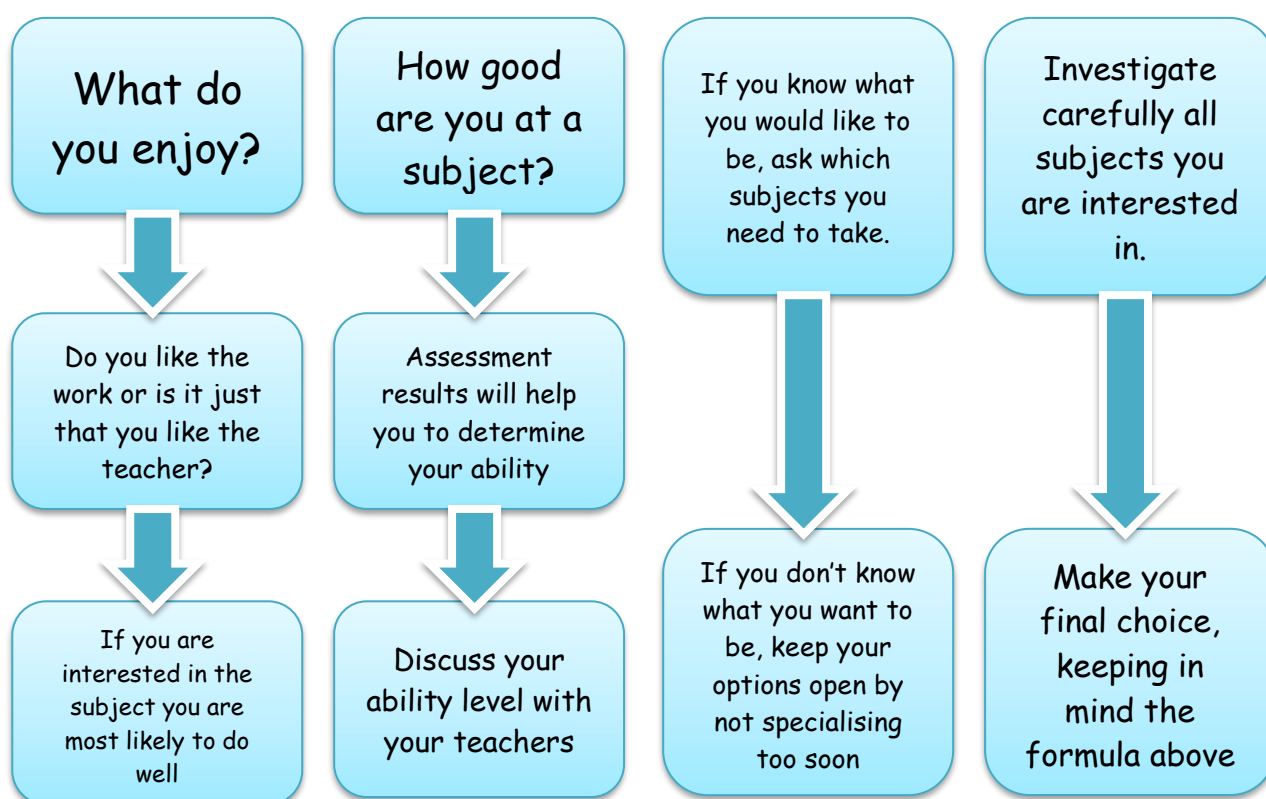 What do
you enjoy?
Do you like the
work or is it just
that you like the
teacher?
If you are
interested in the
subject you are
most likely to do
well
How good
are you at a
subject?
Assessment
results will help
you to determine
your ability
Discuss your
ability level with
your teachers
If you know what
you would like to
be, ask which
subjects you
need to take.
If you don’t know
what you want to
be, keep your
options open by
not specialising
too soon
Investigate
carefully all
subjects you
are interested
in.
Make your
final choice,
keeping in
mind the
formula above